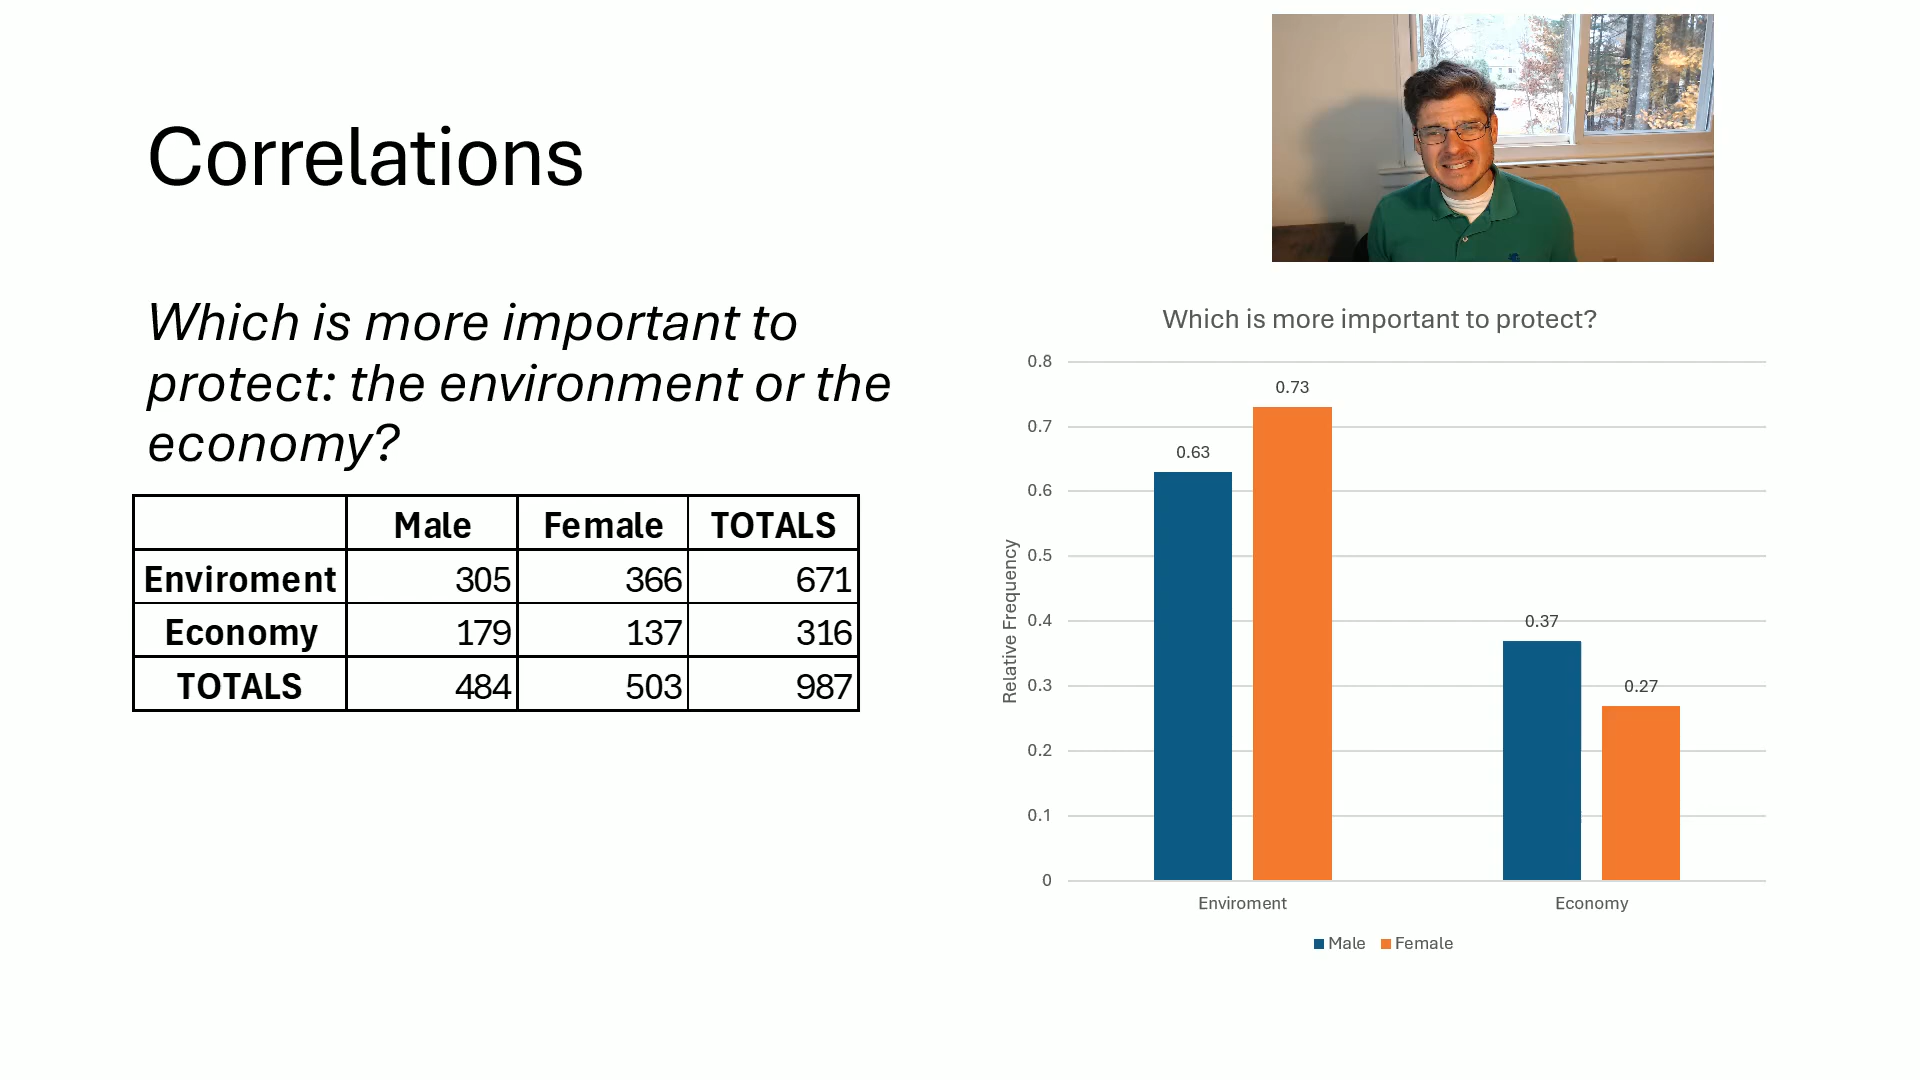 Correlations
Which is more important to
protect: the environment or the
economy?
Male Female TOTALS
Enviroment 305 366 671
Economy 179 137 316
TOTALS 484 503 987
Which is more important to protect?
0.8
0.7
0.6
0.5
0.4
0.3
0.2
0.1
0
Relative Frequency
0.63
0.73
0.37
0.27
Enviroment Economy
Male Female